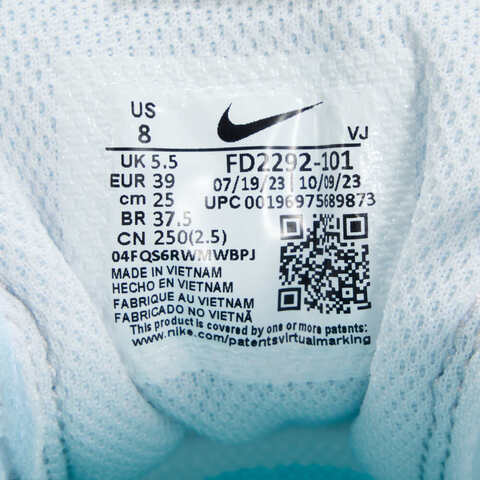 US
8
VJ
UK 5.5
FD2292-101
EUR 39
07/19/23 | 10/09/23
cm 25
UPC 00196975689873
BR 37.5
CN 250(2.5)
04FQS6RWMWBPJ
MADE IN VIETNAM
HECHO EN VIETNAM
FABRIQUE AU VIETNAM
FABRICADO NO VIETNÃ
This product is covered by one or more patents:
www.nike.com/patentsvirtualmarking